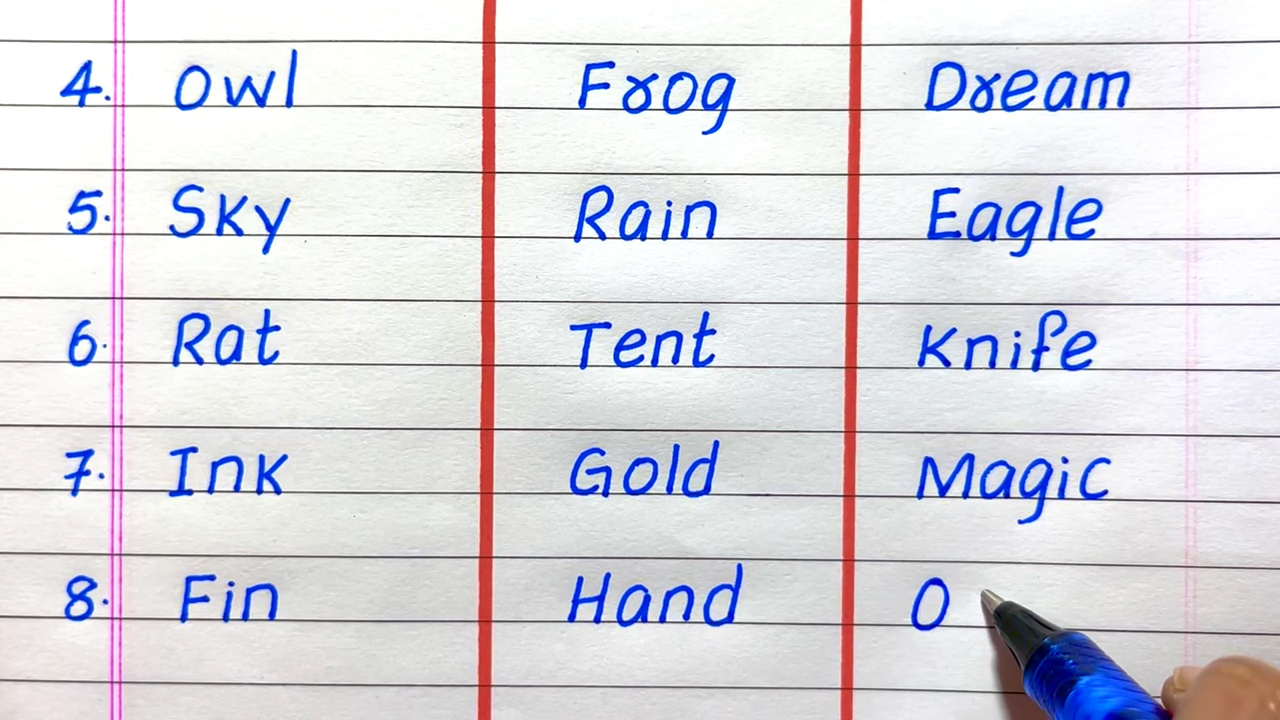 4. Owl Frog Dream
5. Sky Rain Eagle
6. Rat Tent Knife
7. Ink Gold Magic
8. Fin Hand O